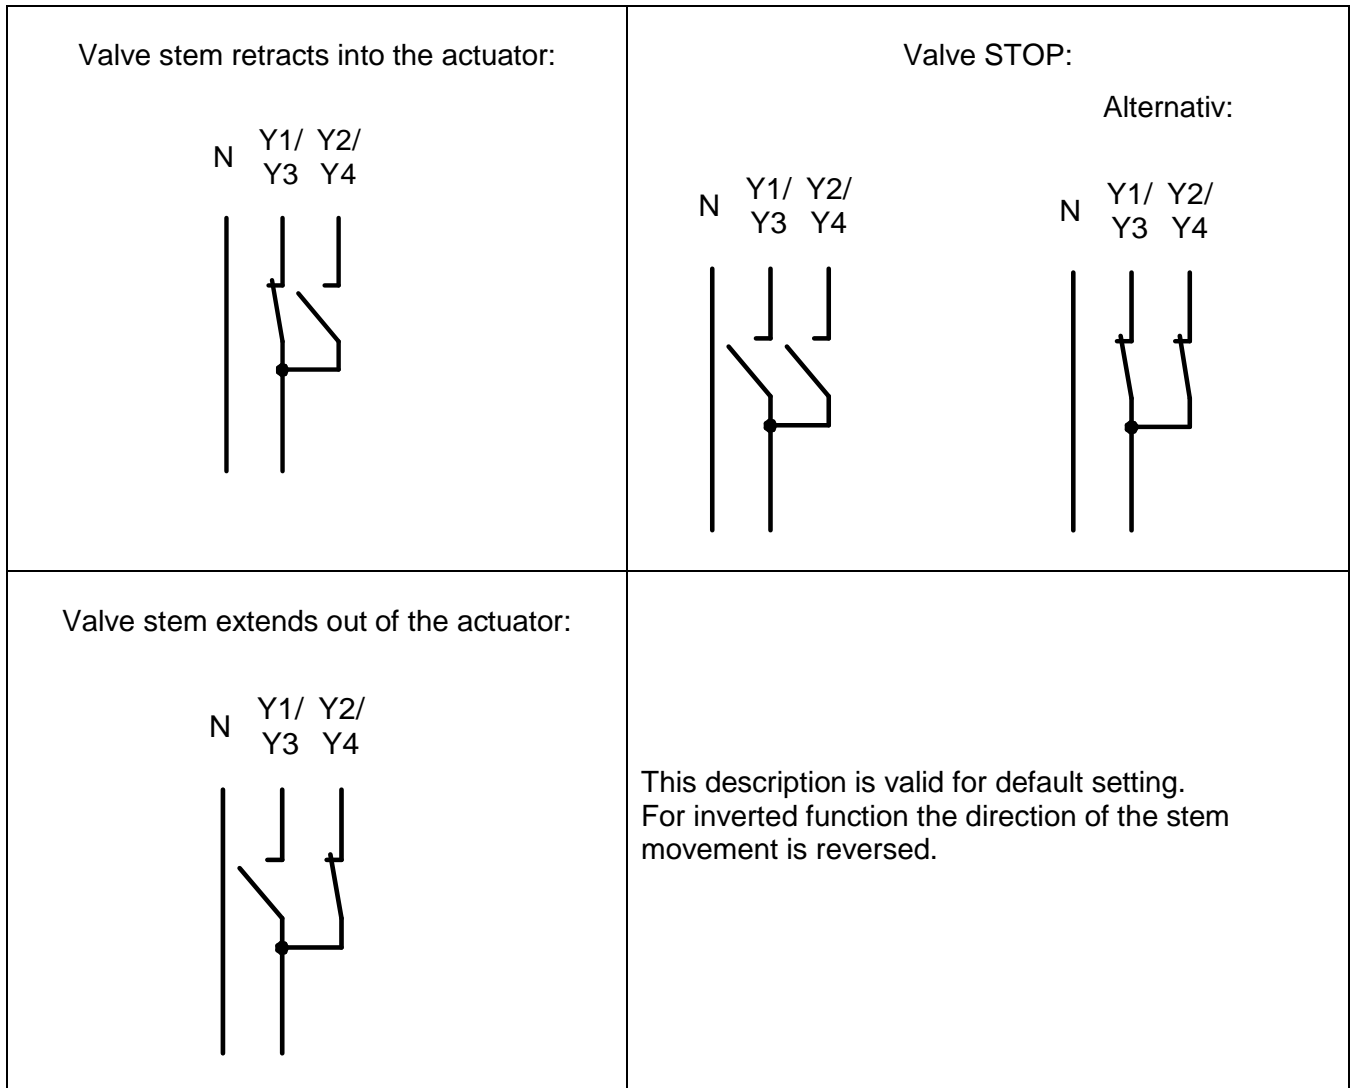 Valve stem retracts into the actuator:
N Y1/ Y2/
Y3 Y4
Valve STOP:
Alternativ:
N Y1/ Y2/
Y3 Y4
N Y1/ Y2/
Y3 Y4
Valve stem extends out of the actuator:
N Y1/ Y2/
Y3 Y4
This description is valid for default setting.
For inverted function the direction of the stem
movement is reversed.